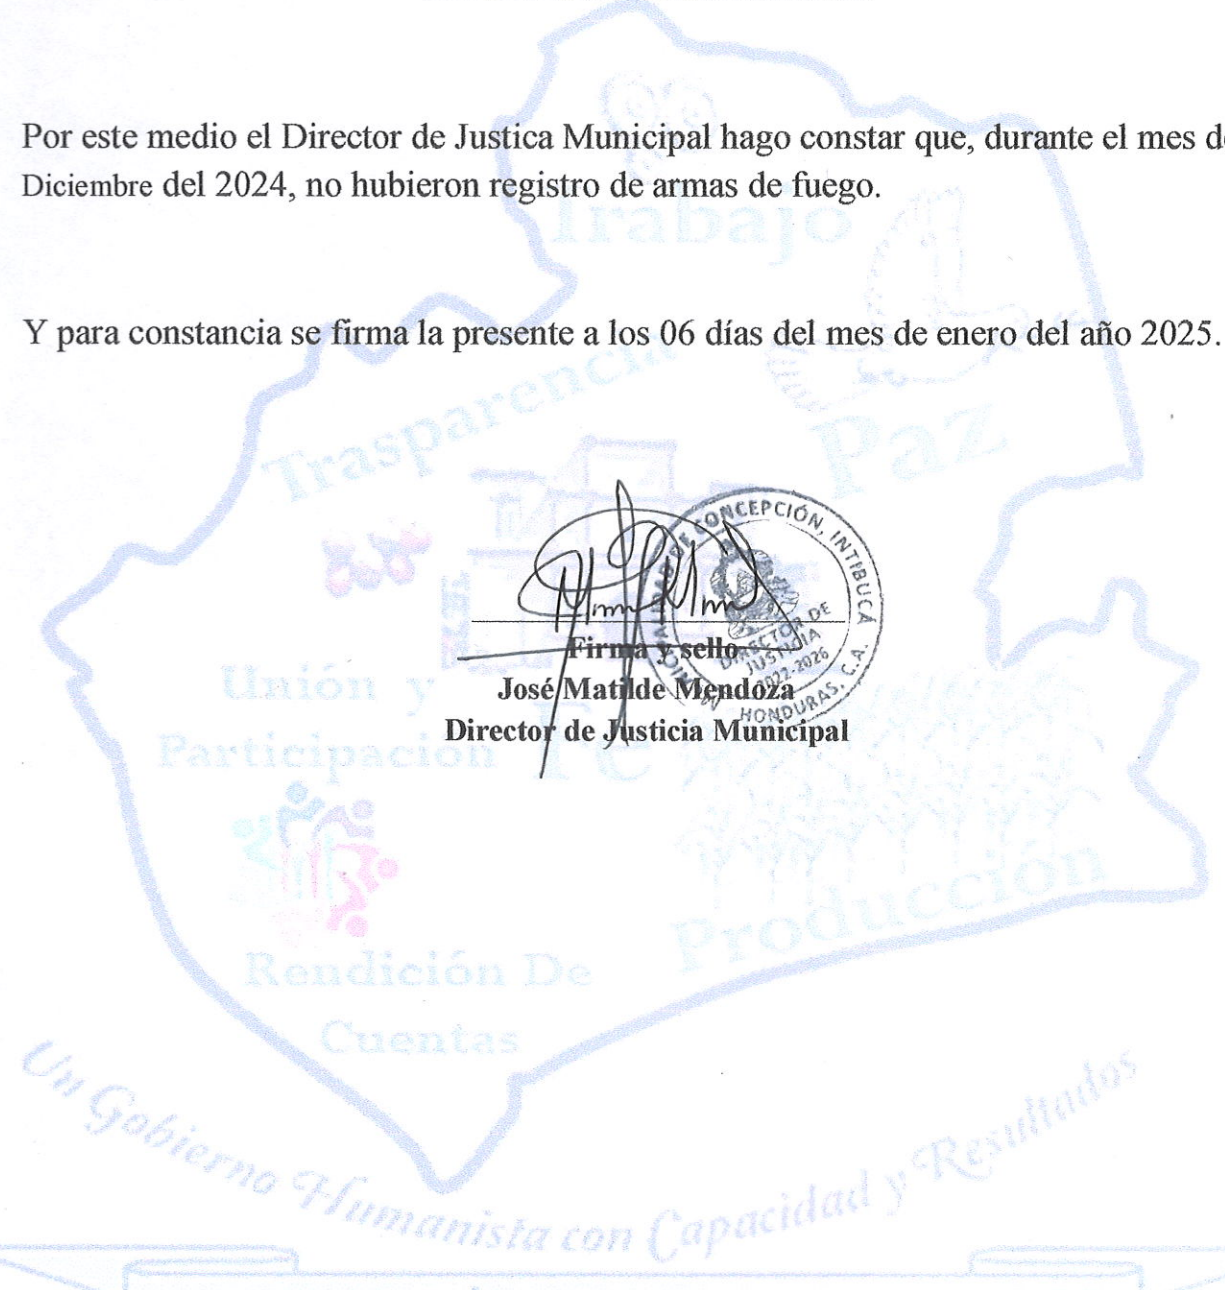 Por este medio el Director de Justica Municipal hago constar que, durante el mes de
Diciembre del 2024, no hubieron registro de armas de fuego.
Trabajo
Y para constancia se firma la presente a los 06 días del mes de enero del año 2025.
Trasparencia
Paz
MUNICIPALIDAD DE CONCEPCIÓN, INTIBUCÁ
HONDURAS, C.A.
DIRECTOR DE
JUSTICIA
2022-2026
Firma y sello
José Matilde Mendoza
Director de Justicia Municipal
Unión y
Participación
Fe
Producción
Rendición De
Cuentas
Un Gobierno Humanista con Capacidad y Resultados